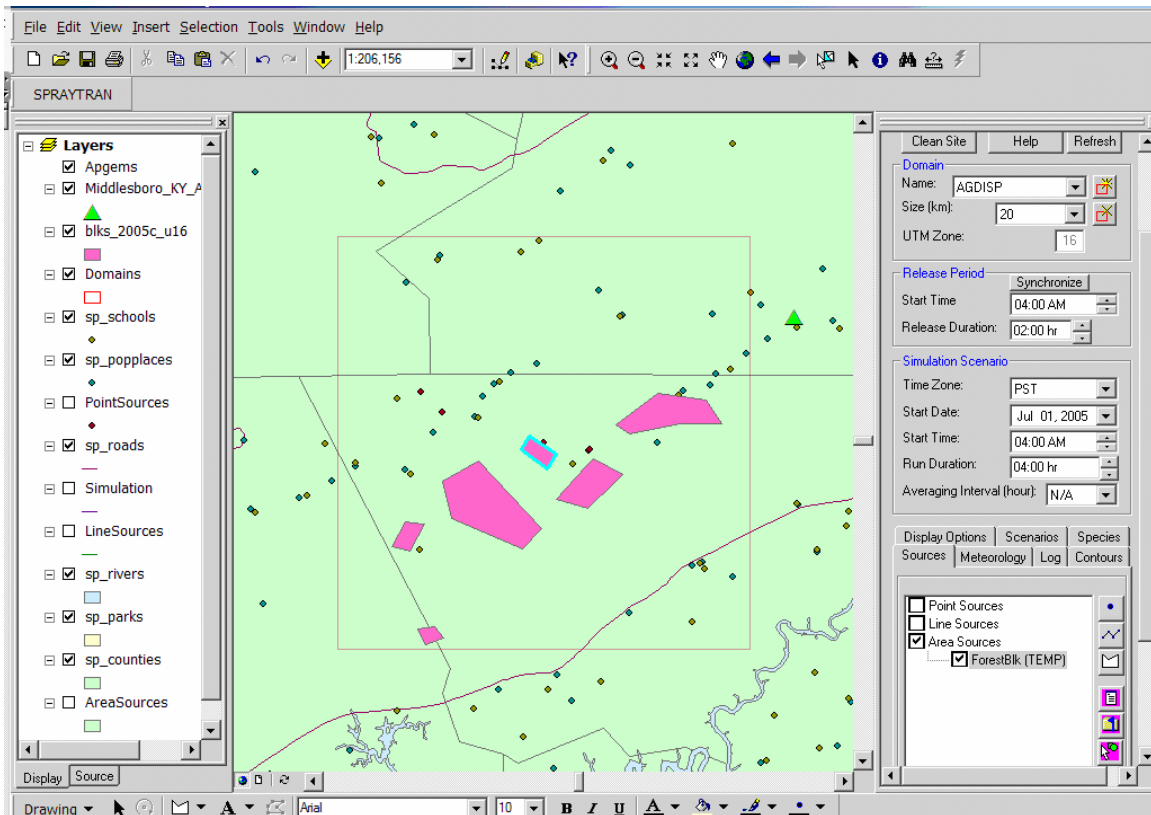 File Edit View Insert Selection Tools Window Help
1:206,156
SPRAYTRAN
Layers
Apgems
Middlesboro_KY_A
blks_2005c_u16
Domains
sp_schools
sp_popplaces
PointSources
sp_roads
Simulation
LineSources
sp_rivers
sp_parks
sp_counties
AreaSources
Display Source
Clean Site Help Refresh
Domain
Name: AGDISP
Size (km): 20
UTM Zone: 16
Release Period
Synchronize
Start Time 04:00 AM
Release Duration: 02:00 hr
Simulation Scenario
Time Zone: PST
Start Date: Jul 01, 2005
Start Time: 04:00 AM
Run Duration: 04:00 hr
Averaging Interval (hour): N/A
Display Options Scenarios Species
Sources Meteorology Log Contours
Point Sources
Line Sources
Area Sources
ForestBlk (TEMP)
Drawing A Arial 10 B I U A